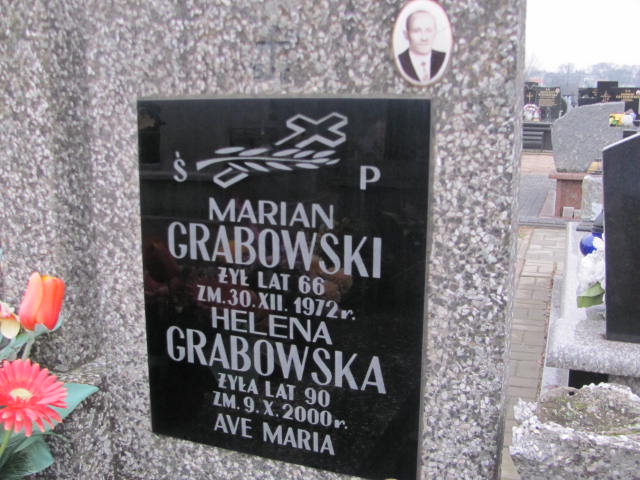 Ś P
MARIAN
GRABOWSKI
ŻYŁ LAT 66
ZM. 30. XII. 1972 r.
HELENA
GRABOWSKA
ŻYŁA LAT 90
ZM. 9. X. 2000 r.
AVE MARIA